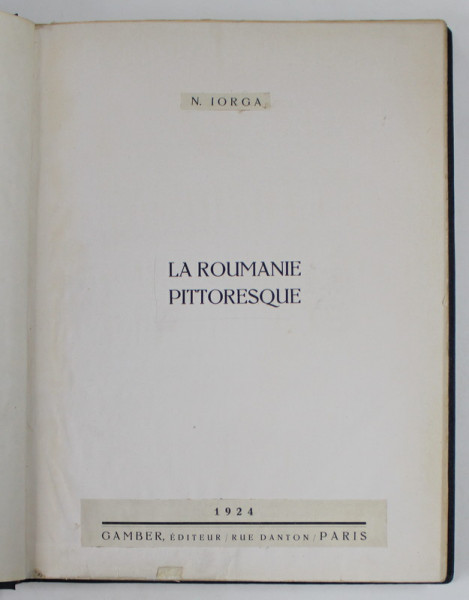 N. IORGA
LA ROUMANIE
PITTORESQUE
1924
GAMBER, ÉDITEUR / RUE DANTON / PARIS